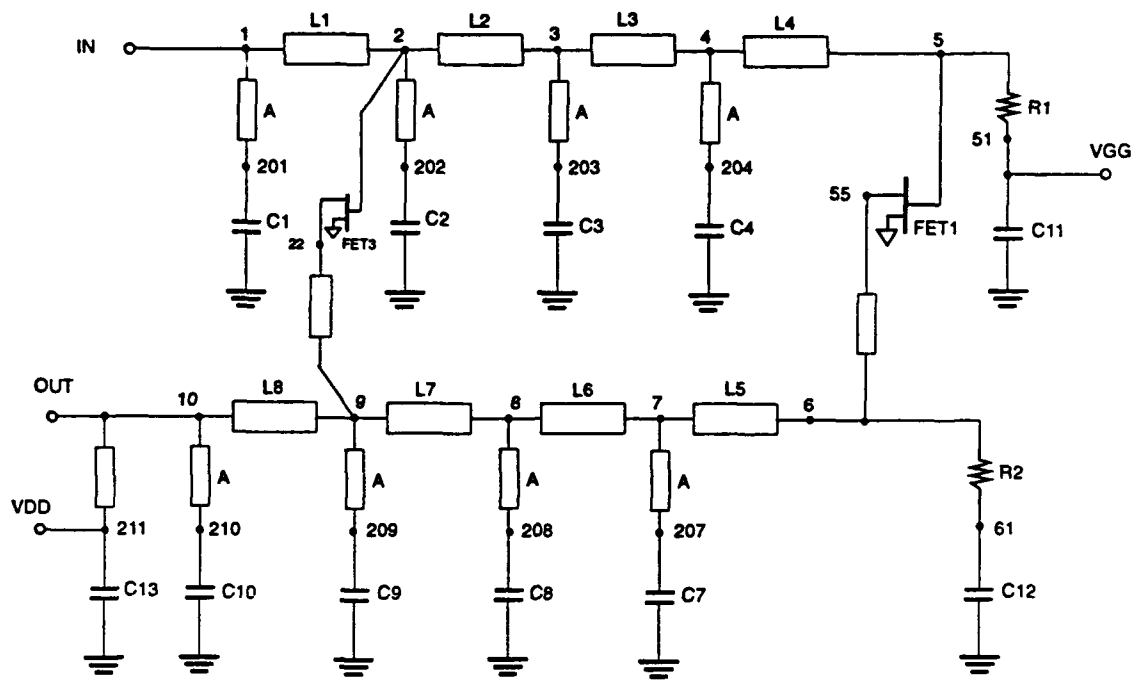 L1
L2
L3
L4
IN
1
2
3
4
5
A
A
A
A
R1
51
VGG
201
202
203
204
55
C1
C2
C3
C4
FET1
C11
22
FET3
OUT
10
L8
9
L7
8
L6
7
L5
6
A
A
A
A
R2
VDD
211
210
209
208
207
61
C13
C10
C9
C8
C7
C12